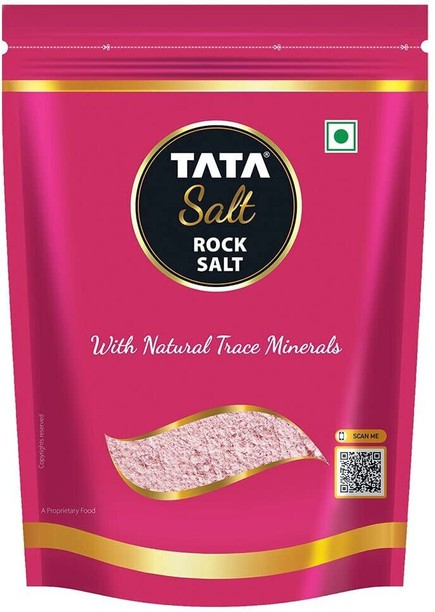 TATA®
Salt
ROCK
SALT
With Natural Trace Minerals
Copyrights reserved
SCAN ME
A Proprietary Food